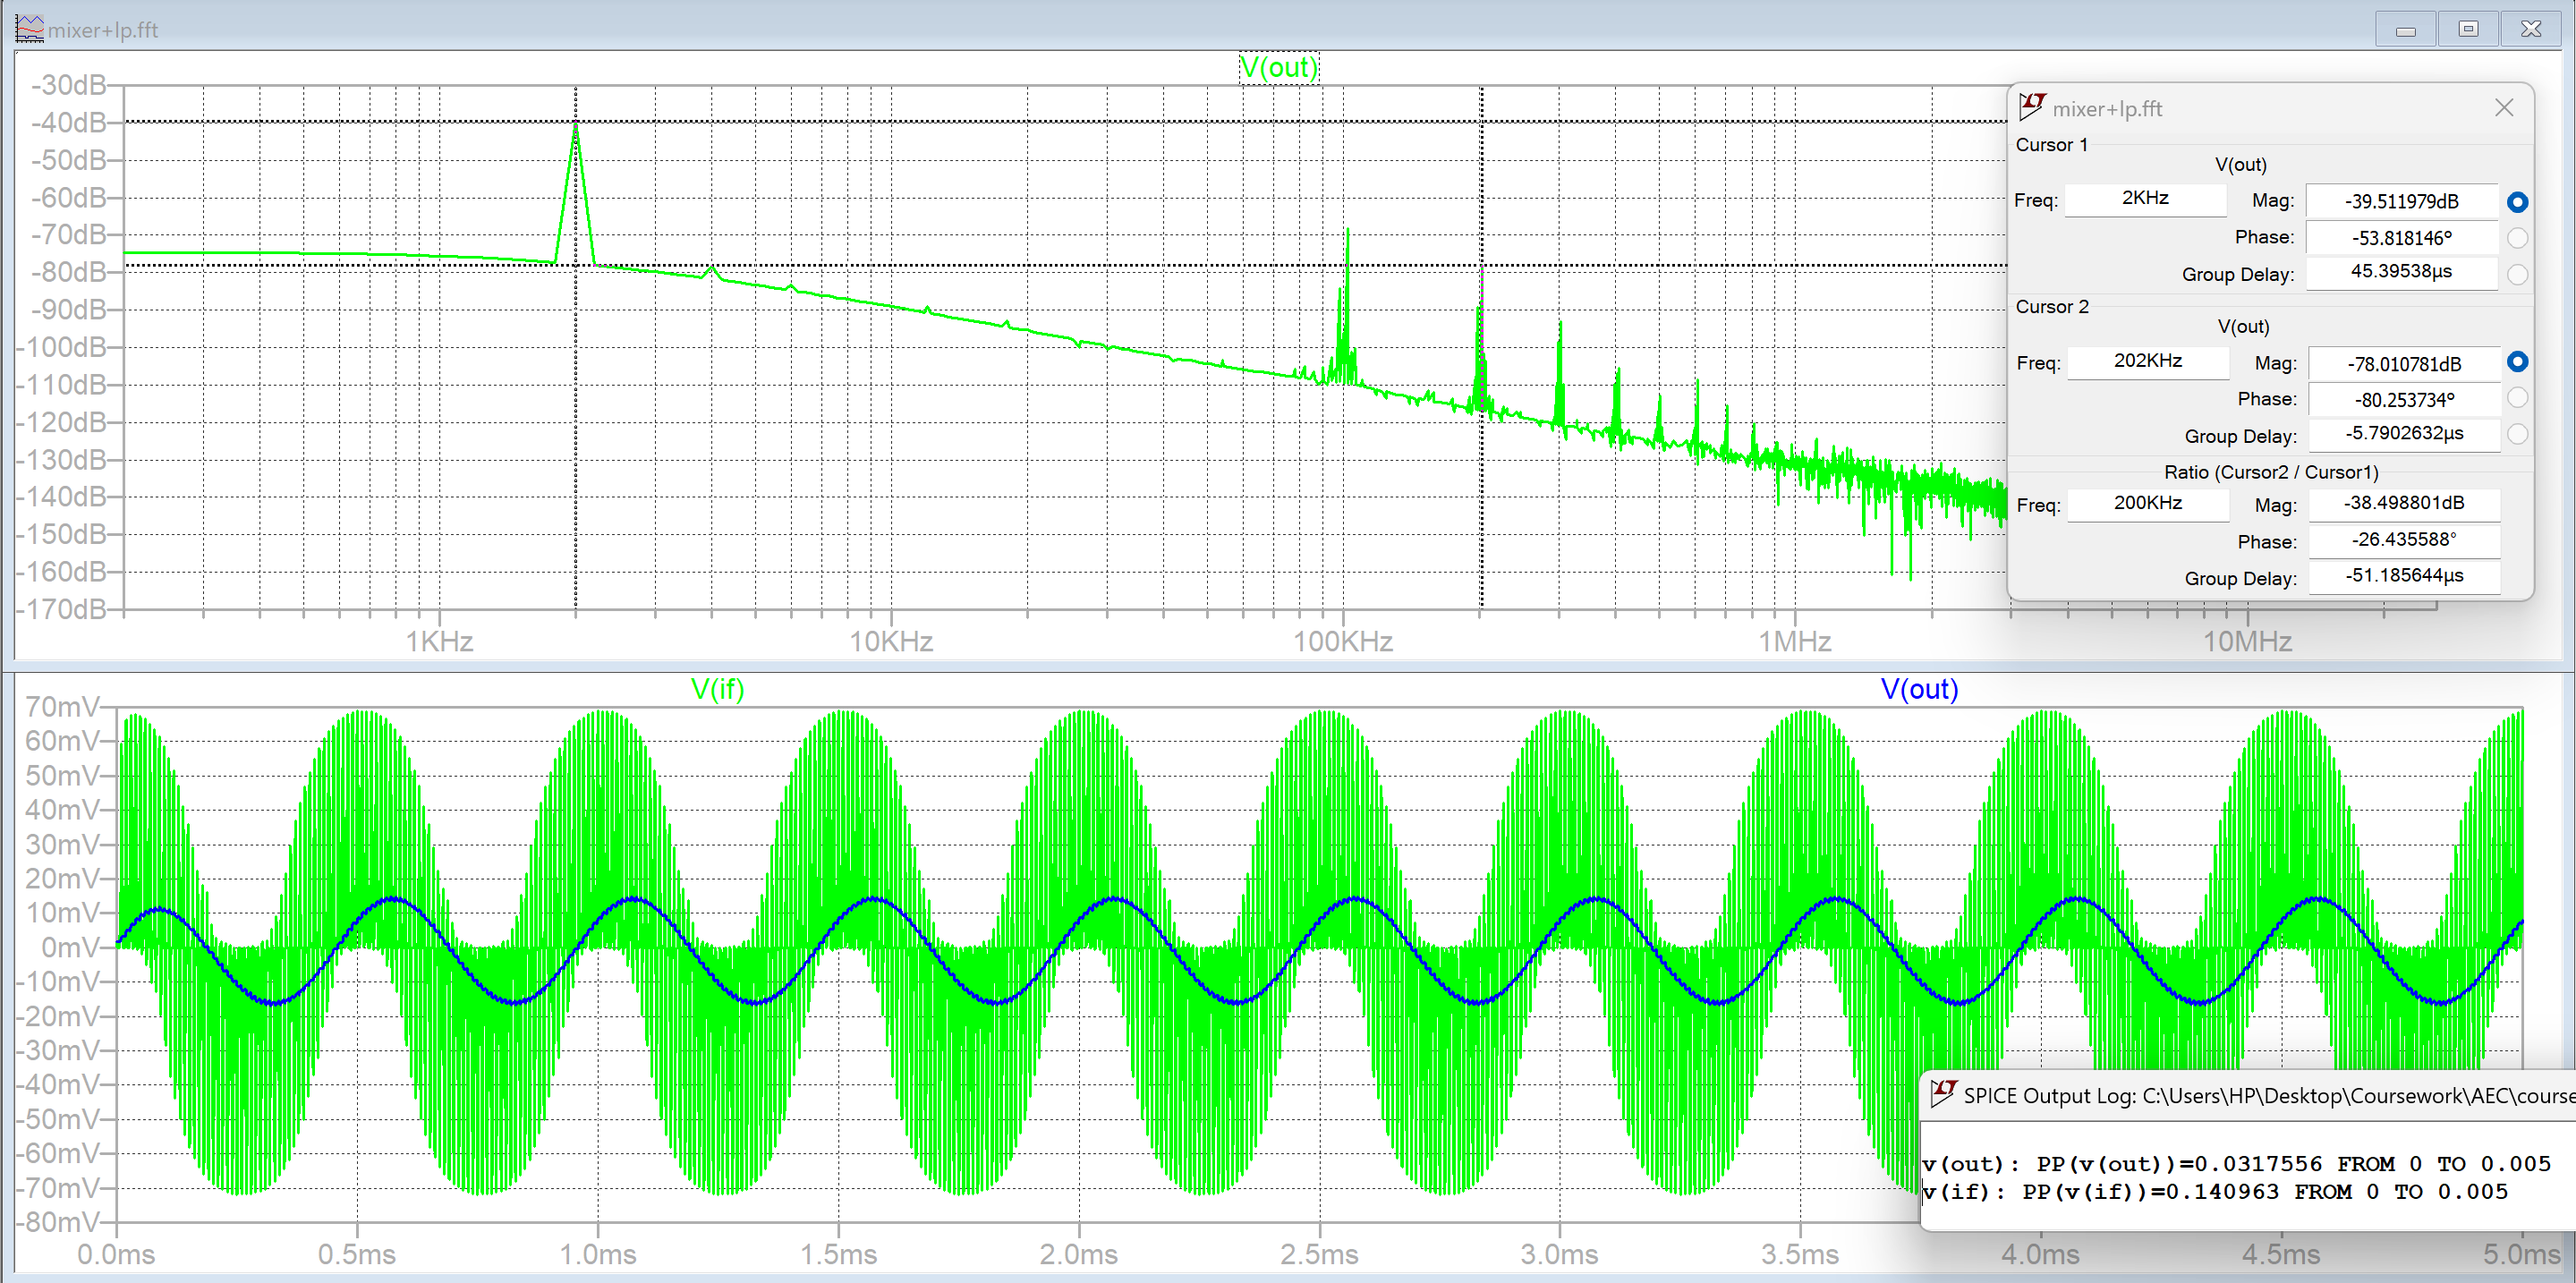 mixer+lp.fft
V(out)
-30dB
-40dB
-50dB
-60dB
-70dB
-80dB
-90dB
-100dB
-110dB
-120dB
-130dB
-140dB
-150dB
-160dB
-170dB
1KHz 10KHz 100KHz 1MHz 10MHz
mixer+lp.fft
Cursor 1
V(out)
Freq: 2KHz Mag: -39.511979dB
Phase: -53.818146°
Group Delay: 45.39538µs
Cursor 2
V(out)
Freq: 202KHz Mag: -78.010781dB
Phase: -80.253734°
Group Delay: -5.7902632µs
Ratio (Cursor2 / Cursor1)
Freq: 200KHz Mag: -38.498801dB
Phase: -26.435588°
Group Delay: -51.185644µs
V(if) V(out)
70mV
60mV
50mV
40mV
30mV
20mV
10mV
0mV
-10mV
-20mV
-30mV
-40mV
-50mV
-60mV
-70mV
-80mV
0.0ms 0.5ms 1.0ms 1.5ms 2.0ms 2.5ms 3.0ms 3.5ms 4.0ms 4.5ms 5.0ms
SPICE Output Log: C:\Users\HP\Desktop\Coursework\AEC\course
v(out): PP(v(out))=0.0317556 FROM 0 TO 0.005
v(if): PP(v(if))=0.140963 FROM 0 TO 0.005